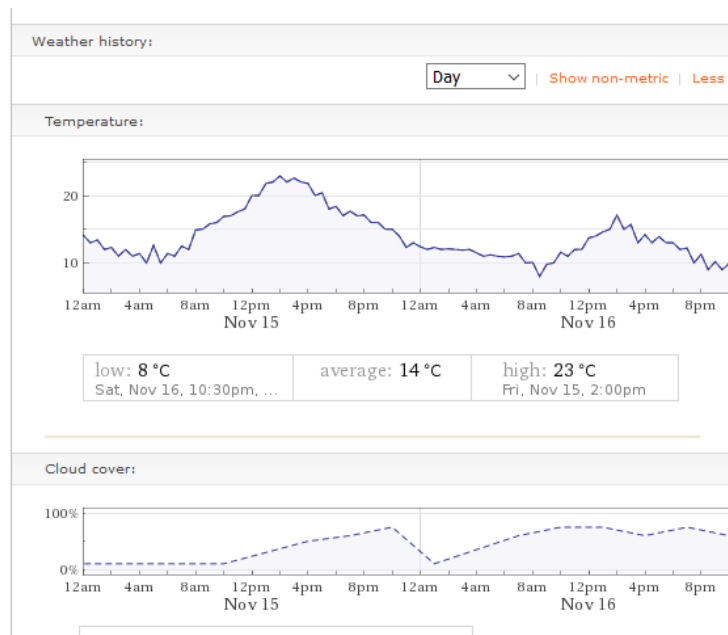 Weather history:
Day | Show non-metric | Less
Temperature:
20
10
12am 4am 8am 12pm 4pm 8pm 12am 4am 8am 12pm 4pm 8pm
Nov 15 Nov 16
low: 8 °C average: 14 °C high: 23 °C
Sat, Nov 16, 10:30pm, ... Fri, Nov 15, 2:00pm
Cloud cover:
100%
0%
12am 4am 8am 12pm 4pm 8pm 12am 4am 8am 12pm 4pm 8pm
Nov 15 Nov 16